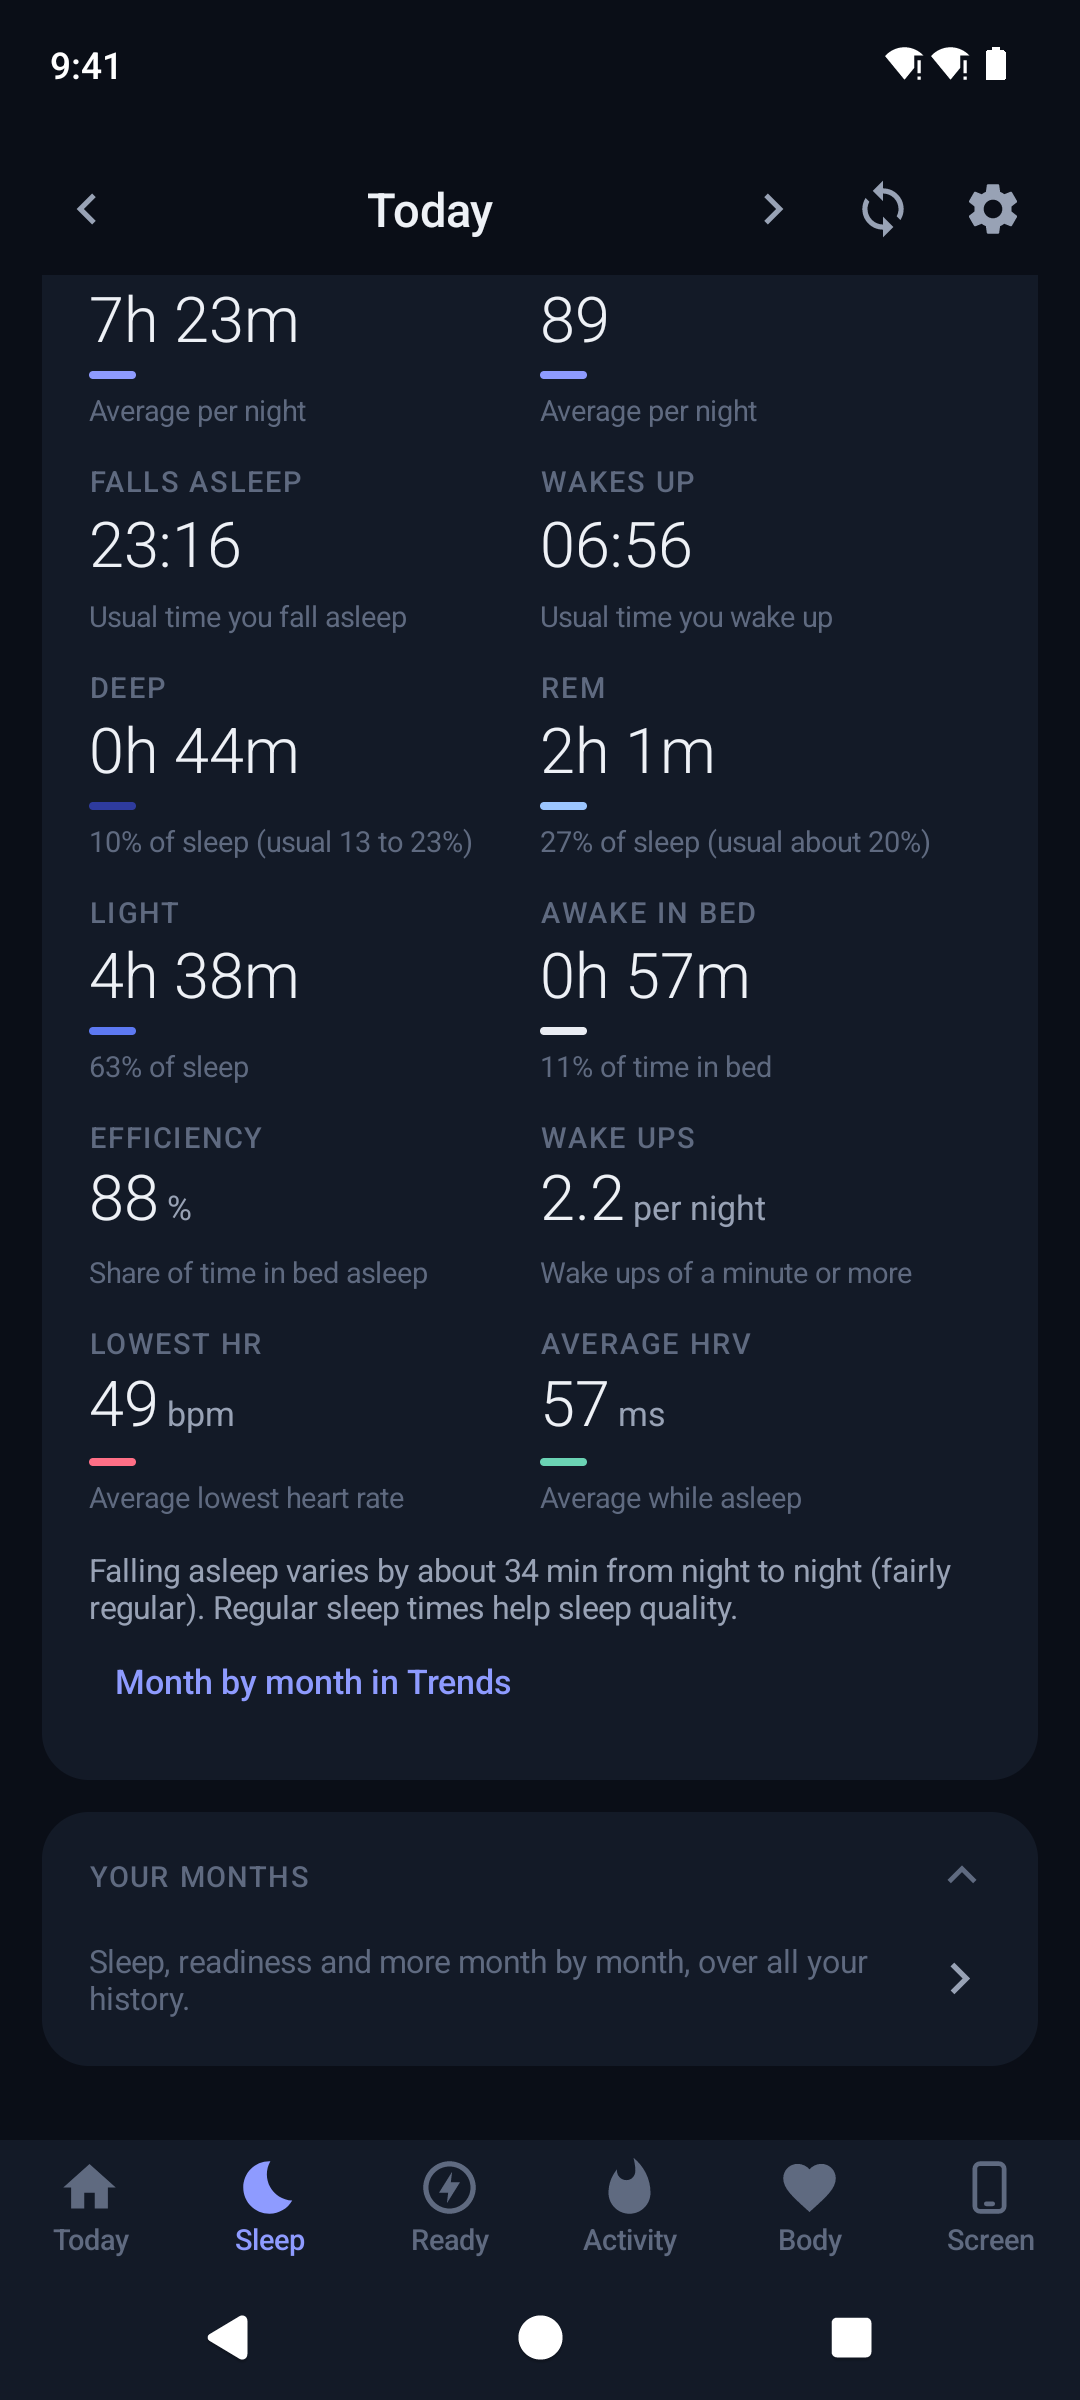 9:41
Today
7h 23m
89
Average per night
Average per night
FALLS ASLEEP
WAKES UP
23:16
06:56
Usual time you fall asleep
Usual time you wake up
DEEP
REM
0h 44m
2h 1m
10% of sleep (usual 13 to 23%)
27% of sleep (usual about 20%)
LIGHT
AWAKE IN BED
4h 38m
0h 57m
63% of sleep
11% of time in bed
EFFICIENCY
WAKE UPS
88 %
2.2 per night
Share of time in bed asleep
Wake ups of a minute or more
LOWEST HR
AVERAGE HRV
49 bpm
57 ms
Average lowest heart rate
Average while asleep
Falling asleep varies by about 34 min from night to night (fairly
regular). Regular sleep times help sleep quality.
Month by month in Trends
YOUR MONTHS
Sleep, readiness and more month by month, over all your
history.
Today
Sleep
Ready
Activity
Body
Screen